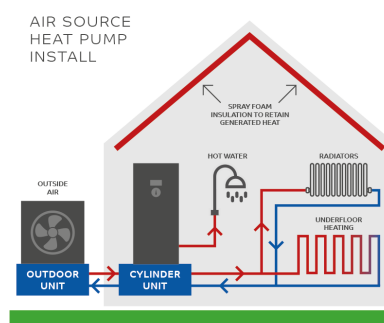 AIR SOURCE
HEAT PUMP
INSTALL
SPRAY FOAM
INSULATION TO RETAIN
GENERATED HEAT
HOT WATER
RADIATORS
OUTSIDE
AIR
UNDERFLOOR
HEATING
OUTDOOR
UNIT
CYLINDER
UNIT